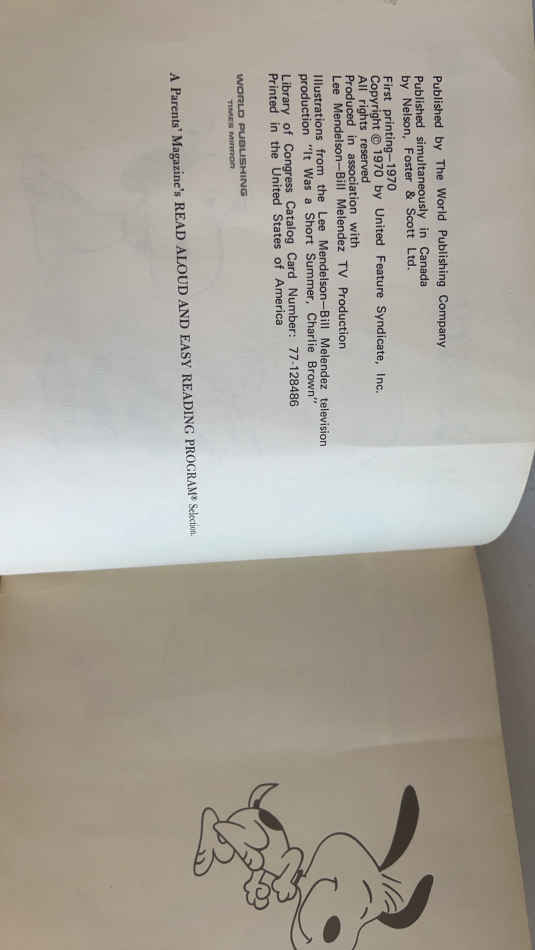 Published by The World Publishing Company
Published simultaneously in Canada
by Nelson, Foster & Scott Ltd.
First printing—1970
Copyright © 1970 by United Feature Syndicate, Inc.
All rights reserved
Produced in association with
Lee Mendelson—Bill Melendez TV Production
Illustrations from the Lee Mendelson—Bill Melendez television
production "It Was a Short Summer, Charlie Brown"
Library of Congress Catalog Card Number: 77-128486
Printed in the United States of America
WORLD PUBLISHING
TIMES MIRROR
A Parents' Magazine's READ ALOUD AND EASY READING PROGRAM® Selection.